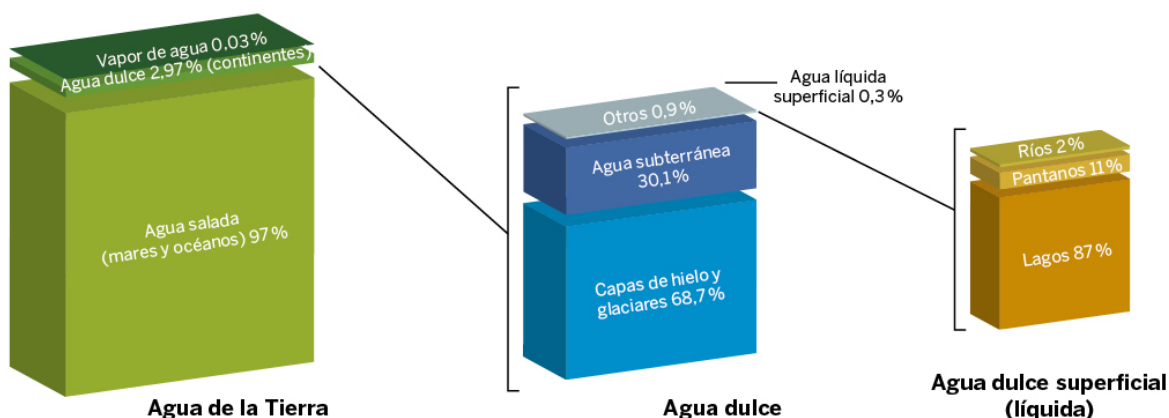 Vapor de agua 0,03 %
Agua dulce 2,97 % (continentes)
Agua salada
(mares y océanos) 97 %
Agua de la Tierra
Agua líquida
superficial 0,3 %
Otros 0,9 %
Agua subterránea
30,1%
Capas de hielo y
glaciares 68,7 %
Agua dulce
Ríos 2%
Pantanos 11 %
Lagos 87 %
Agua dulce superficial
(líquida)